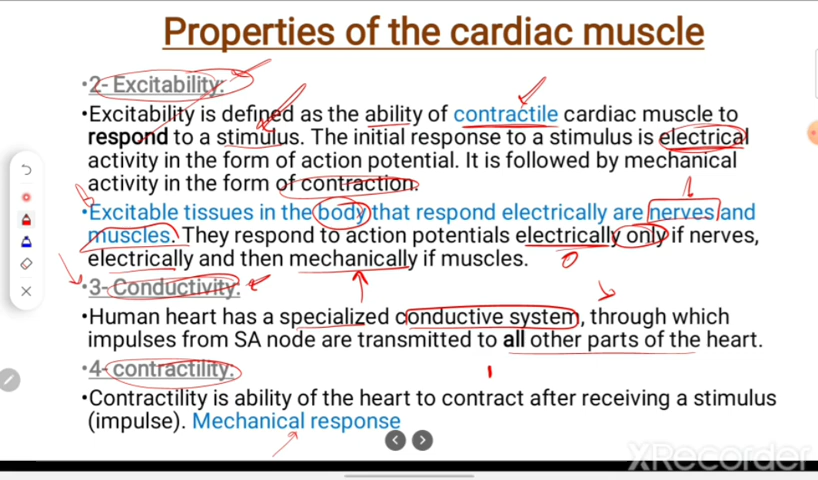 Properties of the cardiac muscle
•2- Excitability:
•Excitability is defined as the ability of contractile cardiac muscle to
respond to a stimulus. The initial response to a stimulus is electrical
activity in the form of action potential. It is followed by mechanical
activity in the form of contraction.
•Excitable tissues in the body that respond electrically are nerves and
muscles. They respond to action potentials electrically only if nerves,
electrically and then mechanically if muscles.
•3-Conductivity:
•Human heart has a specialized conductive system, through which
impulses from SA node are transmitted to all other parts of the heart.
•4-contractility:
•Contractility is ability of the heart to contract after receiving a stimulus
(impulse). Mechanical response
XRecorder